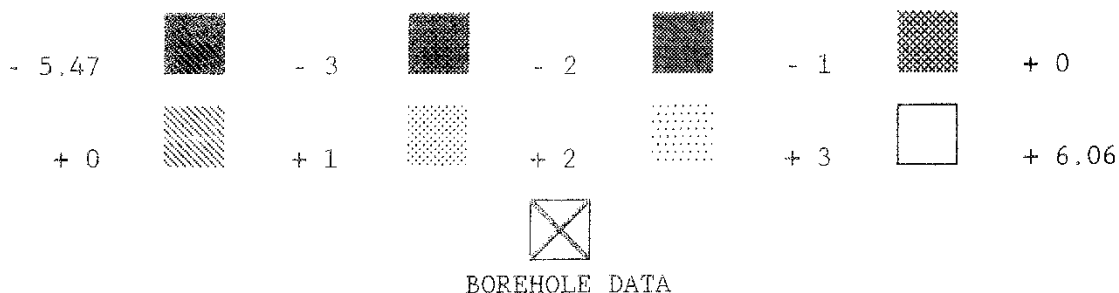 - 5.47 - 3 - 2 - 1 + 0
+ 0 + 1 + 2 + 3 + 6.06
BOREHOLE DATA